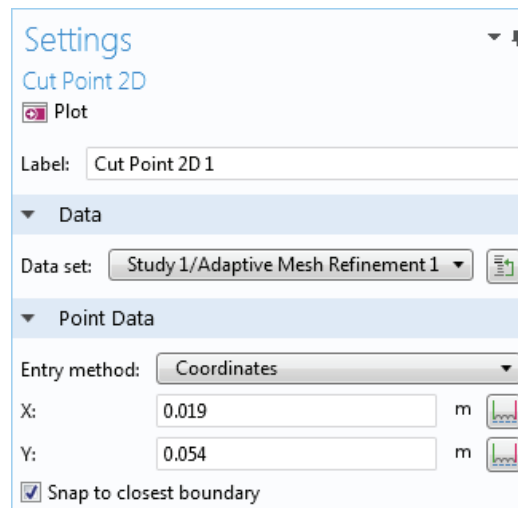 Settings
Cut Point 2D
Plot
Label: Cut Point 2D 1
Data
Data set: Study 1/Adaptive Mesh Refinement 1
Point Data
Entry method: Coordinates
X: 0.019 m
Y: 0.054 m
Snap to closest boundary